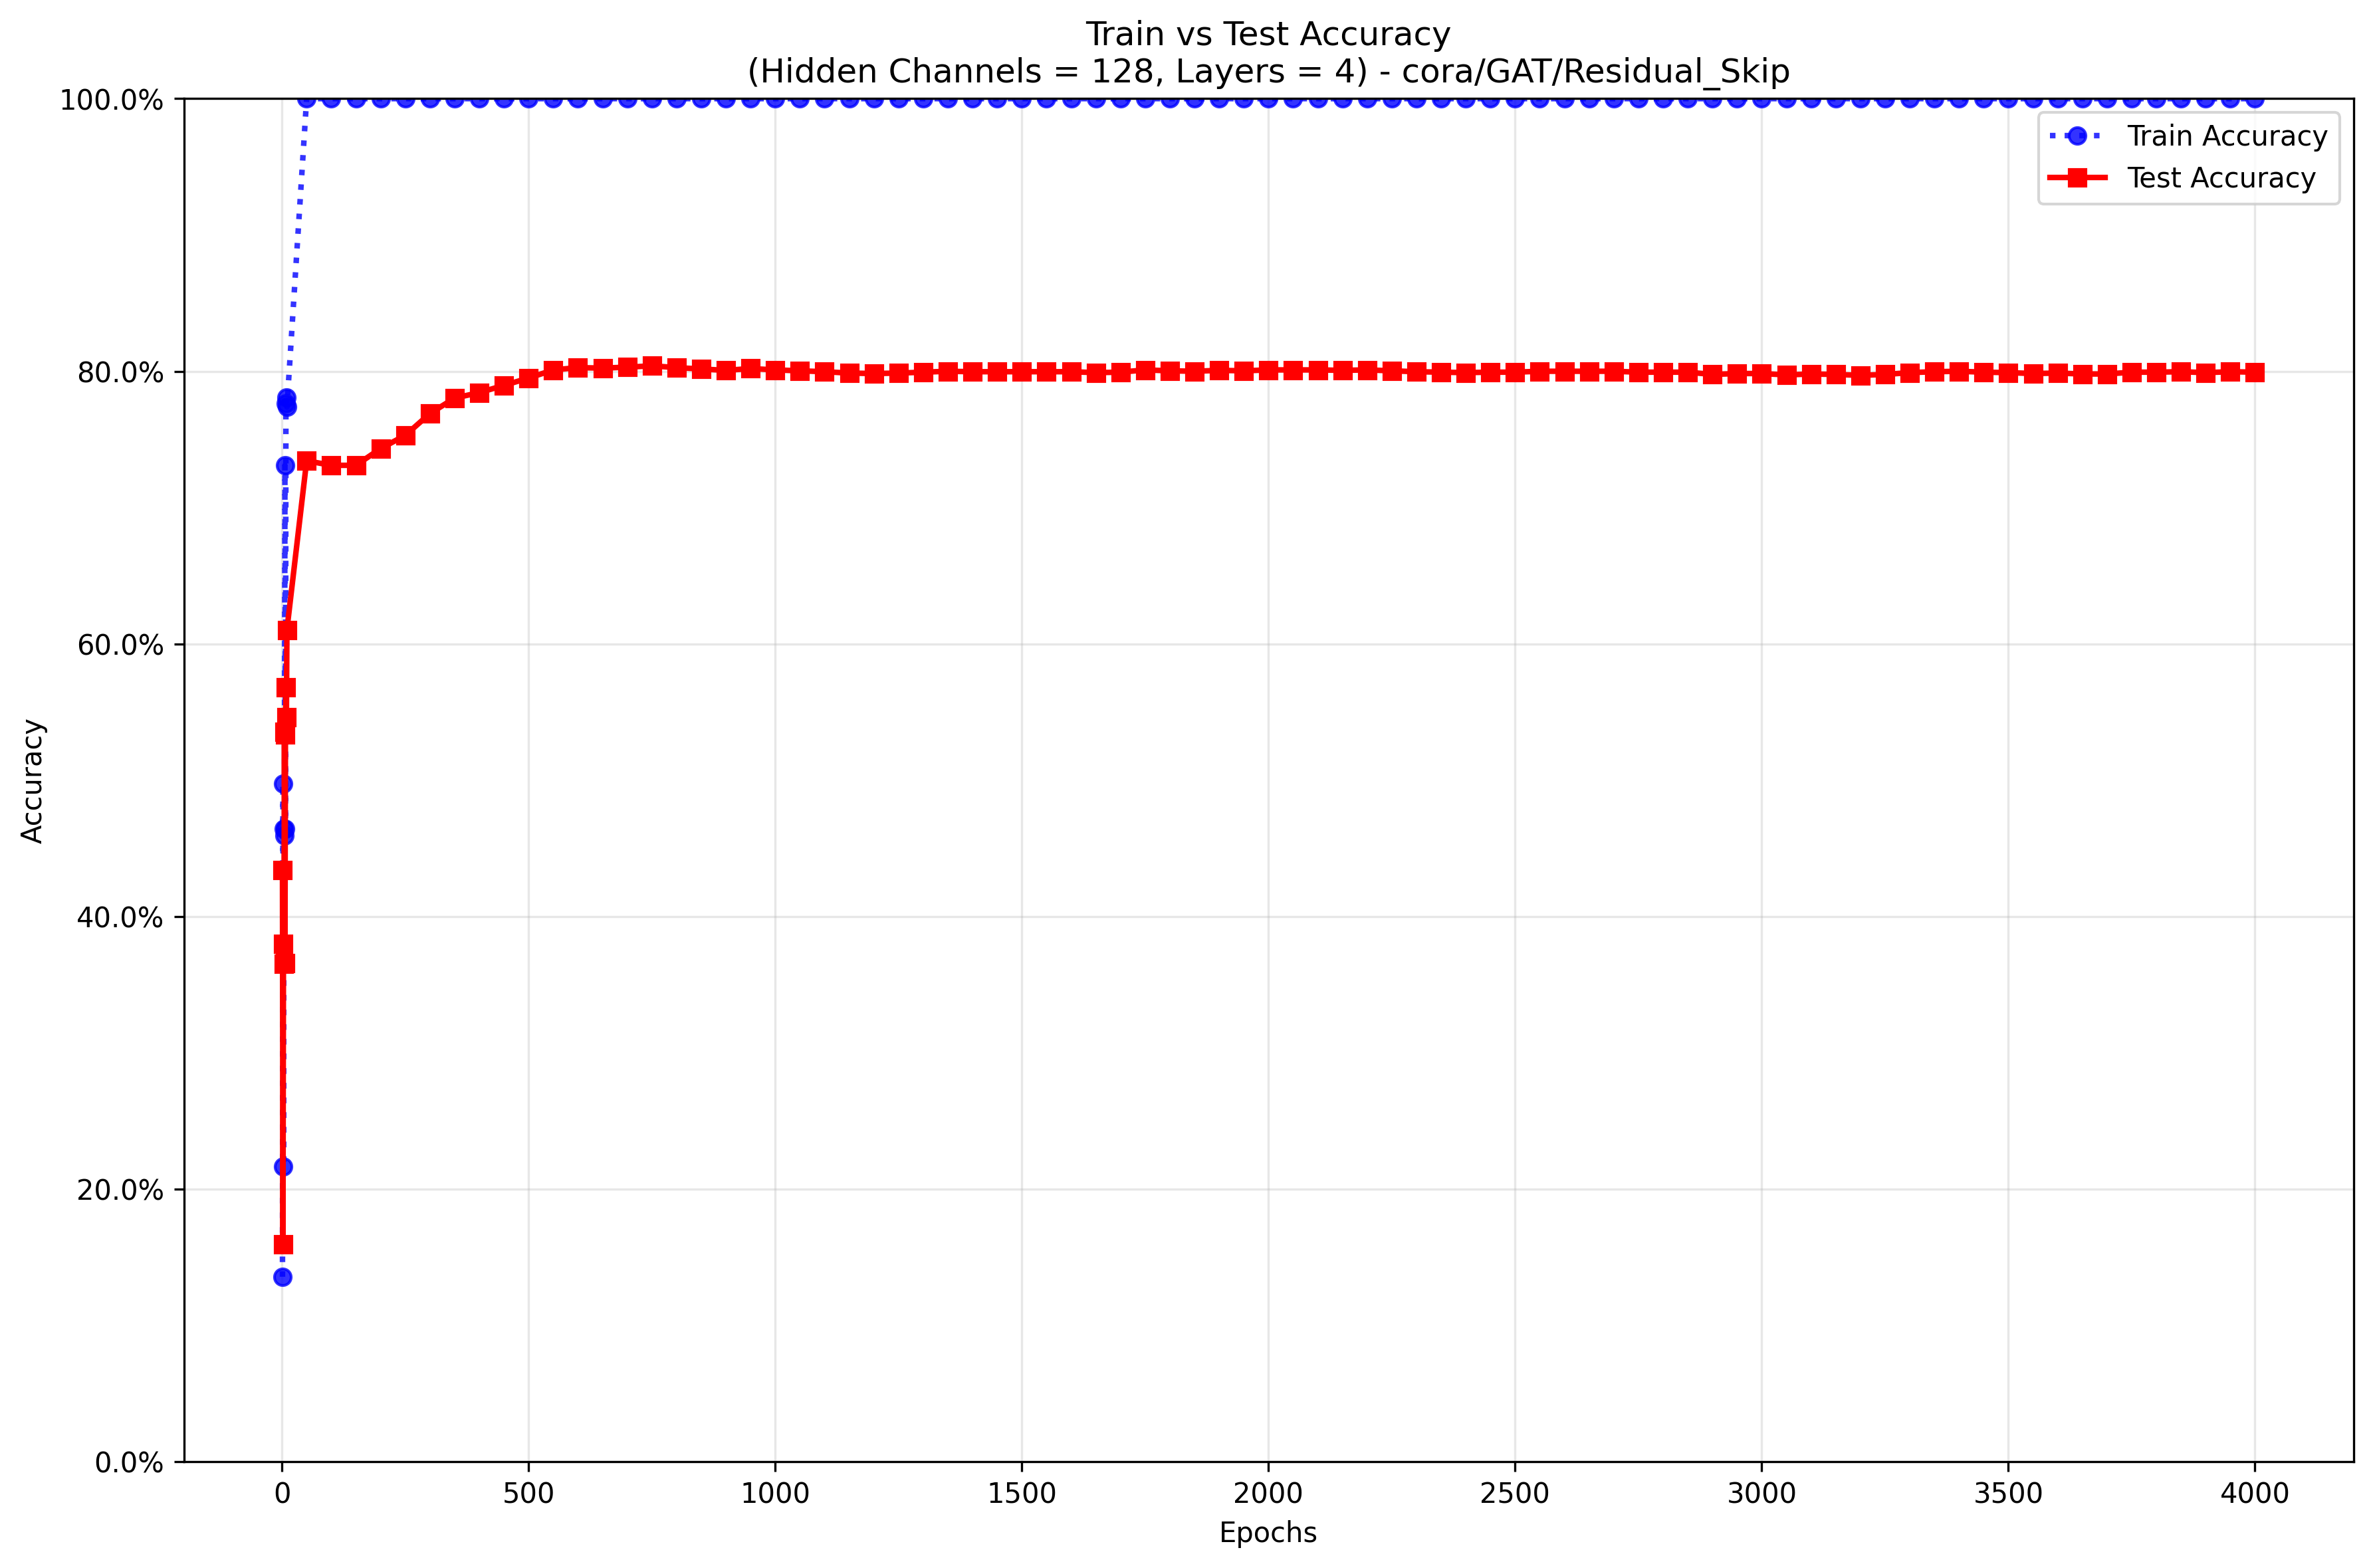 Train vs Test Accuracy
(Hidden Channels = 128, Layers = 4) - cora/GAT/Residual_Skip
100.0%
80.0%
60.0%
40.0%
20.0%
0.0%
Accuracy
Train Accuracy
Test Accuracy
0 500 1000 1500 2000 2500 3000 3500 4000
Epochs